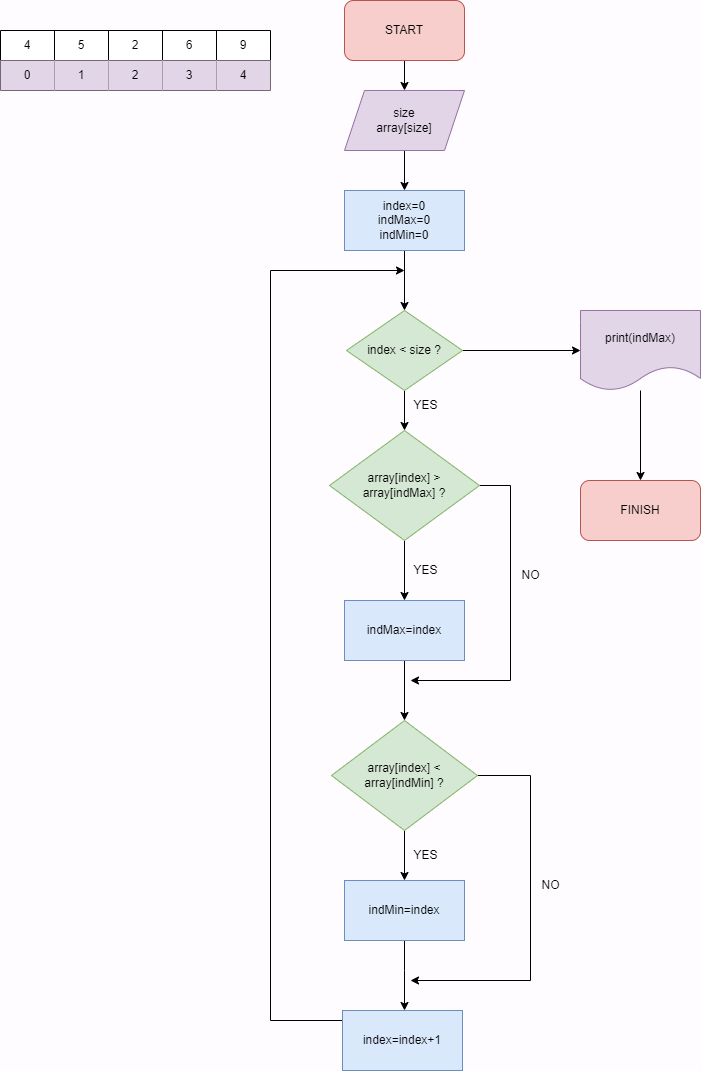 4 5 2 6 9
0 1 2 3 4
START
size
array[size]
index=0
indMax=0
indMin=0
index < size ?
print(indMax)
YES
array[index] >
array[indMax] ?
FINISH
YES
NO
indMax=index
array[index] <
array[indMin] ?
YES
NO
indMin=index
index=index+1